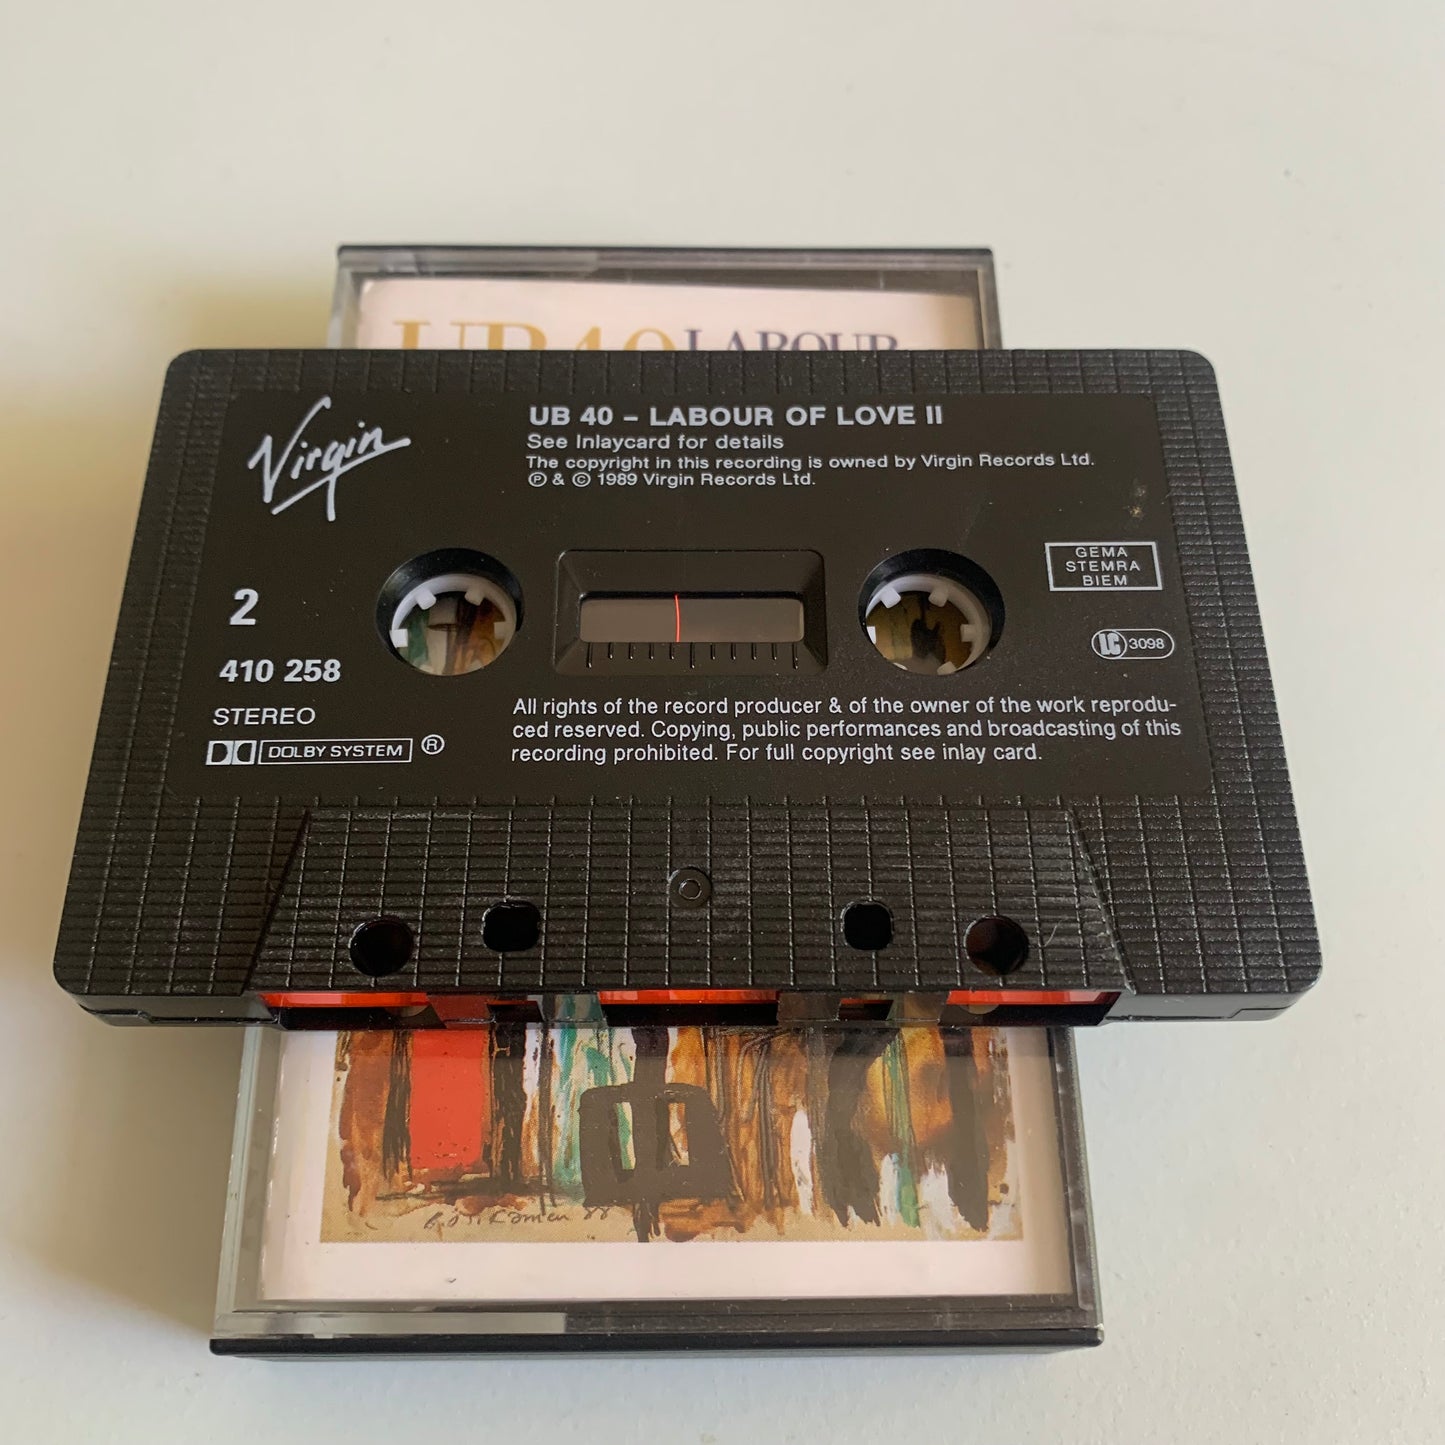 UB40 LABOUR
Virgin
UB 40 – LABOUR OF LOVE II
See Inlaycard for details
The copyright in this recording is owned by Virgin Records Ltd.
Ⓟ & © 1989 Virgin Records Ltd.
GEMA
STEMRA
BIEM
2
LC 3098
410 258
STEREO
DOLBY SYSTEM ®
All rights of the record producer & of the owner of the work reprodu-
ced reserved. Copying, public performances and broadcasting of this
recording prohibited. For full copyright see inlay card.
88